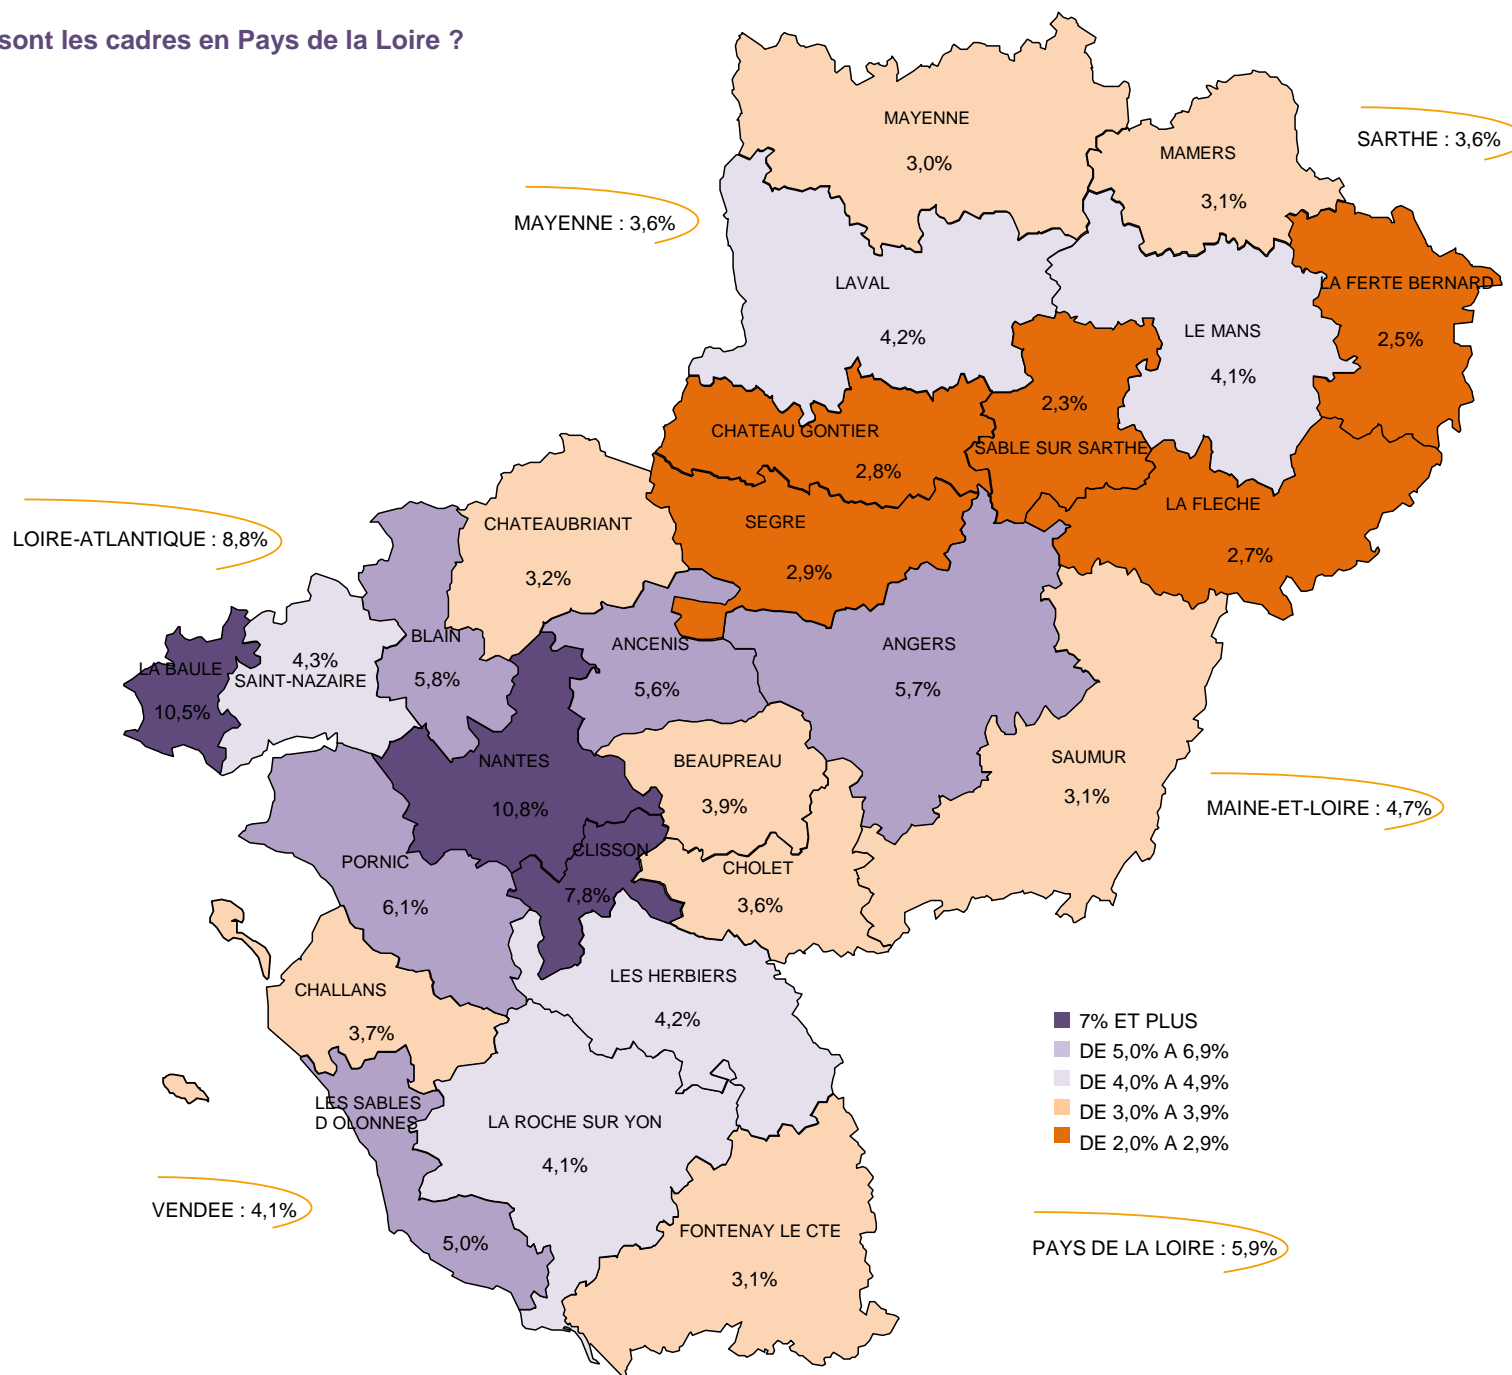 sont les cadres en Pays de la Loire ?
MAYENNE
3,0%
MAMERS
3,1%
SARTHE : 3,6%
MAYENNE : 3,6%
LAVAL
4,2%
LE MANS
4,1%
LA FERTE BERNARD
2,5%
CHATEAU GONTIER
2,8%
2,3%
SABLE SUR SARTHE
LA FLECHE
2,7%
LOIRE-ATLANTIQUE : 8,8%
CHATEAUBRIANT
3,2%
SEGRE
2,9%
LA BAULE
10,5%
4,3%
SAINT-NAZAIRE
BLAIN
5,8%
ANCENIS
5,6%
ANGERS
5,7%
NANTES
10,8%
BEAUPREAU
3,9%
SAUMUR
3,1%
MAINE-ET-LOIRE : 4,7%
PORNIC
6,1%
CLISSON
7,8%
CHOLET
3,6%
CHALLANS
3,7%
LES HERBIERS
4,2%
7% ET PLUS
DE 5,0% A 6,9%
DE 4,0% A 4,9%
DE 3,0% A 3,9%
DE 2,0% A 2,9%
LES SABLES
D OLONNES
5,0%
LA ROCHE SUR YON
4,1%
VENDEE : 4,1%
FONTENAY LE CTE
3,1%
PAYS DE LA LOIRE : 5,9%